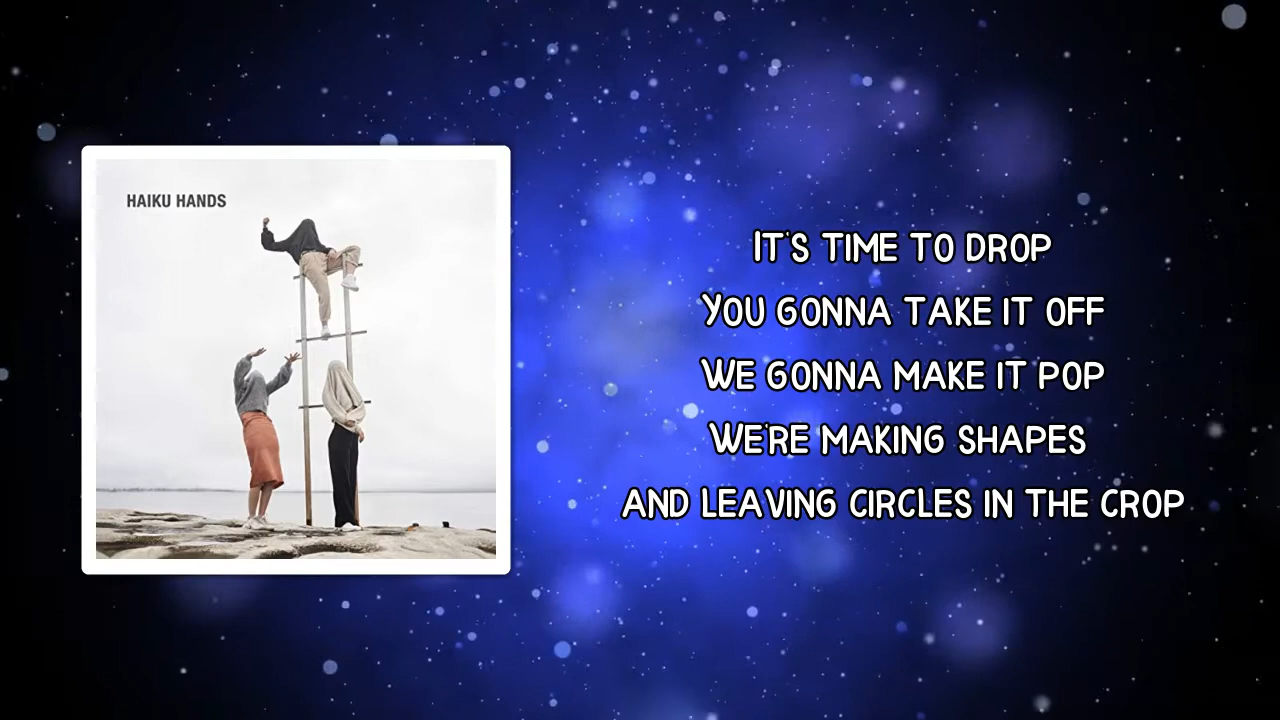 HAIKU HANDS
IT'S TIME TO DROP
YOU GONNA TAKE IT OFF
WE GONNA MAKE IT POP
WE'RE MAKING SHAPES
AND LEAVING CIRCLES IN THE CROP